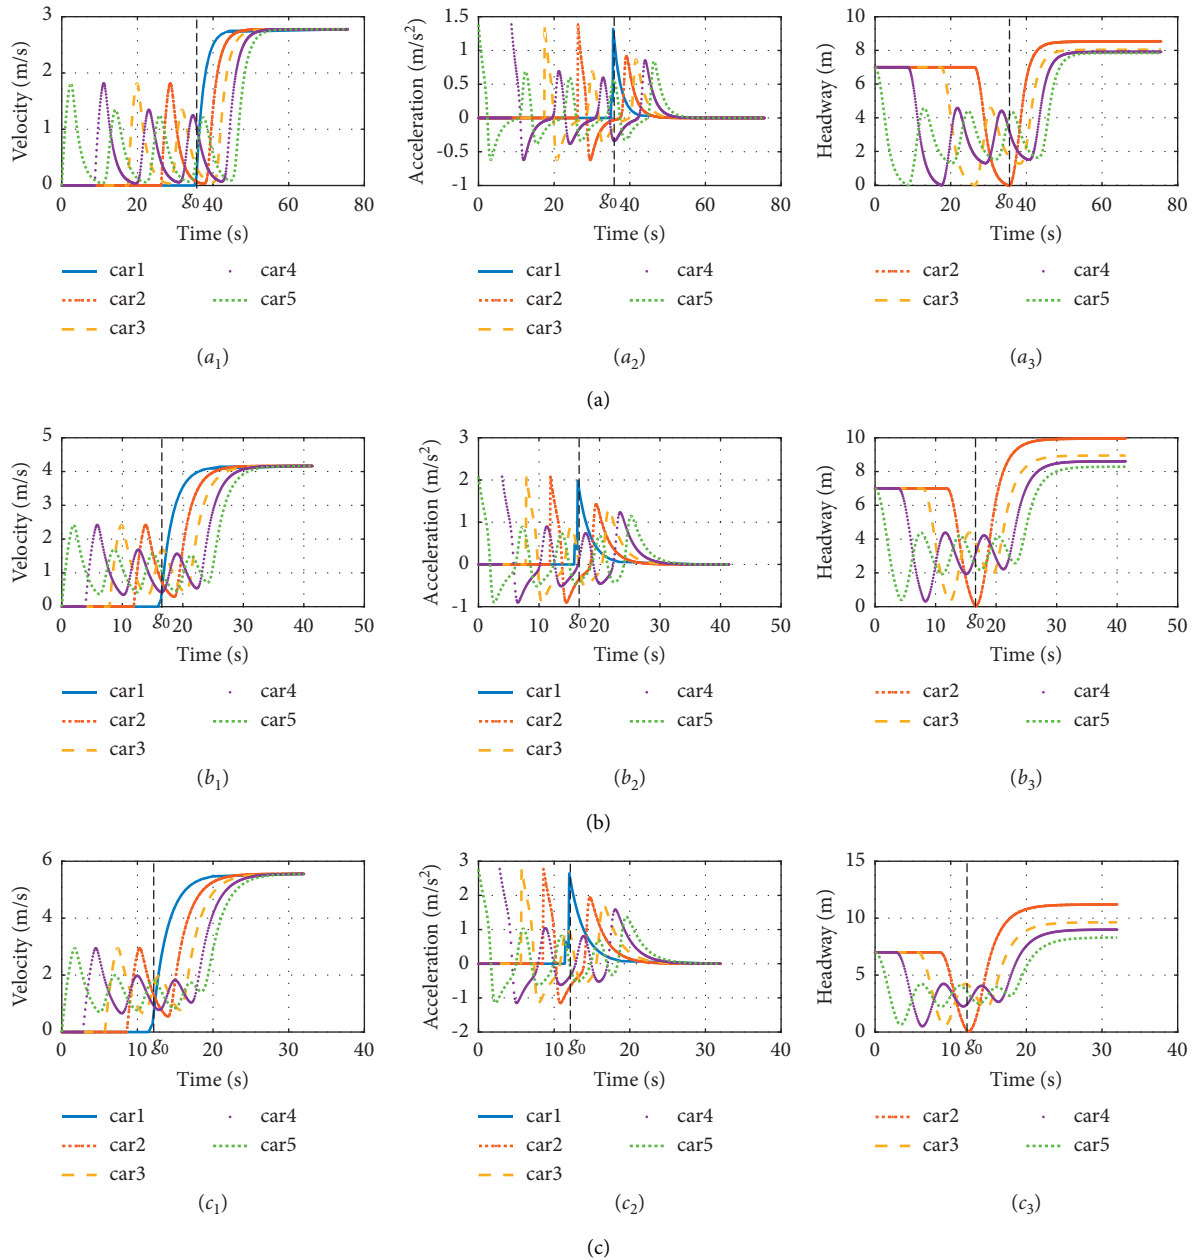 Velocity (m/s)
3
2
1
0
0 20 g0 40 60 80
Time (s)
car1
car2
car3
car4
car5
(a1)
Acceleration (m/s2)
1.5
1
0.5
0
-0.5
-1
0 20 g0 40 60 80
Time (s)
car1
car2
car3
car4
car5
(a2)
Headway (m)
10
8
6
4
2
0
0 20 g0 40 60 80
Time (s)
car2
car3
car4
car5
(a3)
(a)
Velocity (m/s)
5
4
3
2
1
0
0 10 g0 20 30 40 50
Time (s)
car1
car2
car3
car4
car5
(b1)
Acceleration (m/s2)
3
2
1
0
-1
0 10 g0 20 30 40 50
Time (s)
car1
car2
car3
car4
car5
(b2)
Headway (m)
10
8
6
4
2
0
0 10 g0 20 30 40 50
Time (s)
car2
car3
car4
car5
(b3)
(b)
Velocity (m/s)
6
4
2
0
0 10 g0 20 30 40
Time (s)
car1
car2
car3
car4
car5
(c1)
Acceleration (m/s2)
3
2
1
0
-1
-2
0 10 g0 20 30 40
Time (s)
car1
car2
car3
car4
car5
(c2)
Headway (m)
15
10
5
0
0 10 g0 20 30 40
Time (s)
car2
car3
car4
car5
(c3)
(c)